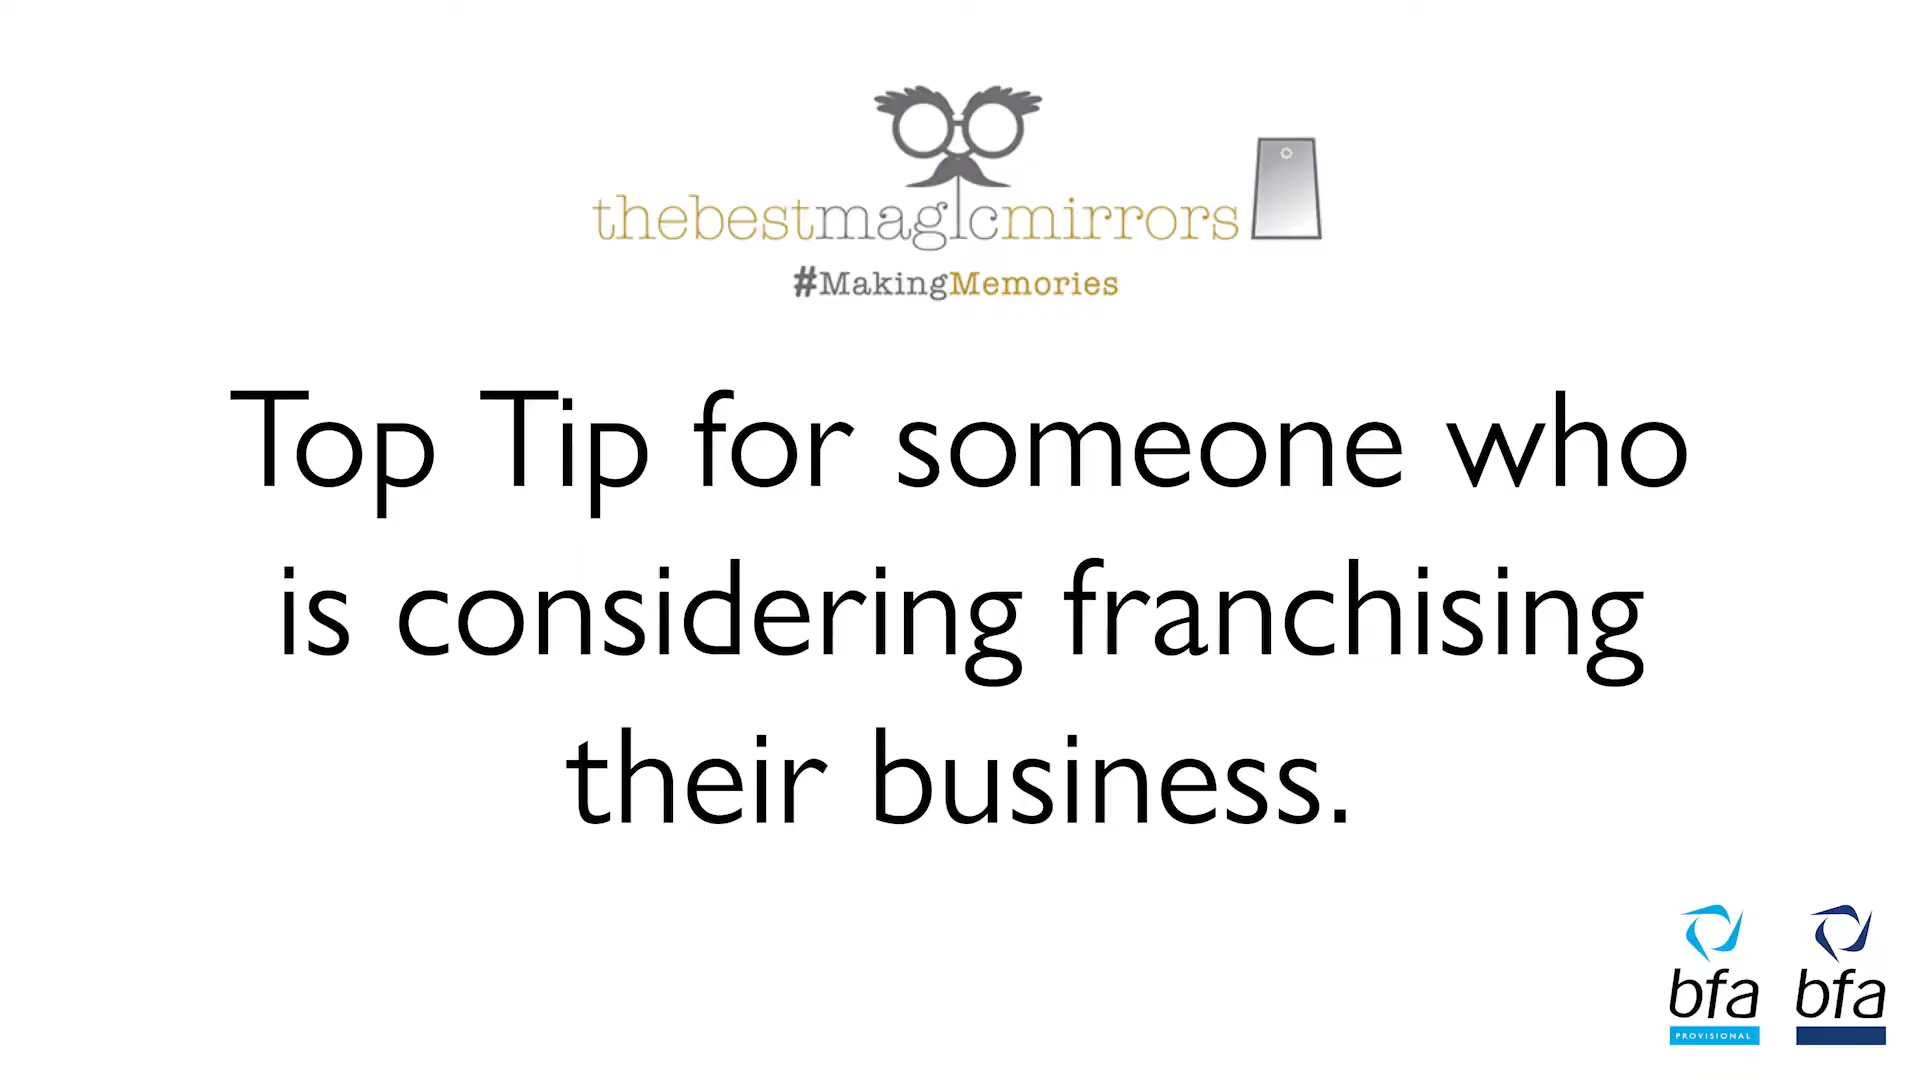 thebestmagicmirrors
#MakingMemories
Top Tip for someone who
is considering franchising
their business.
bfa
PROVISIONAL
bfa